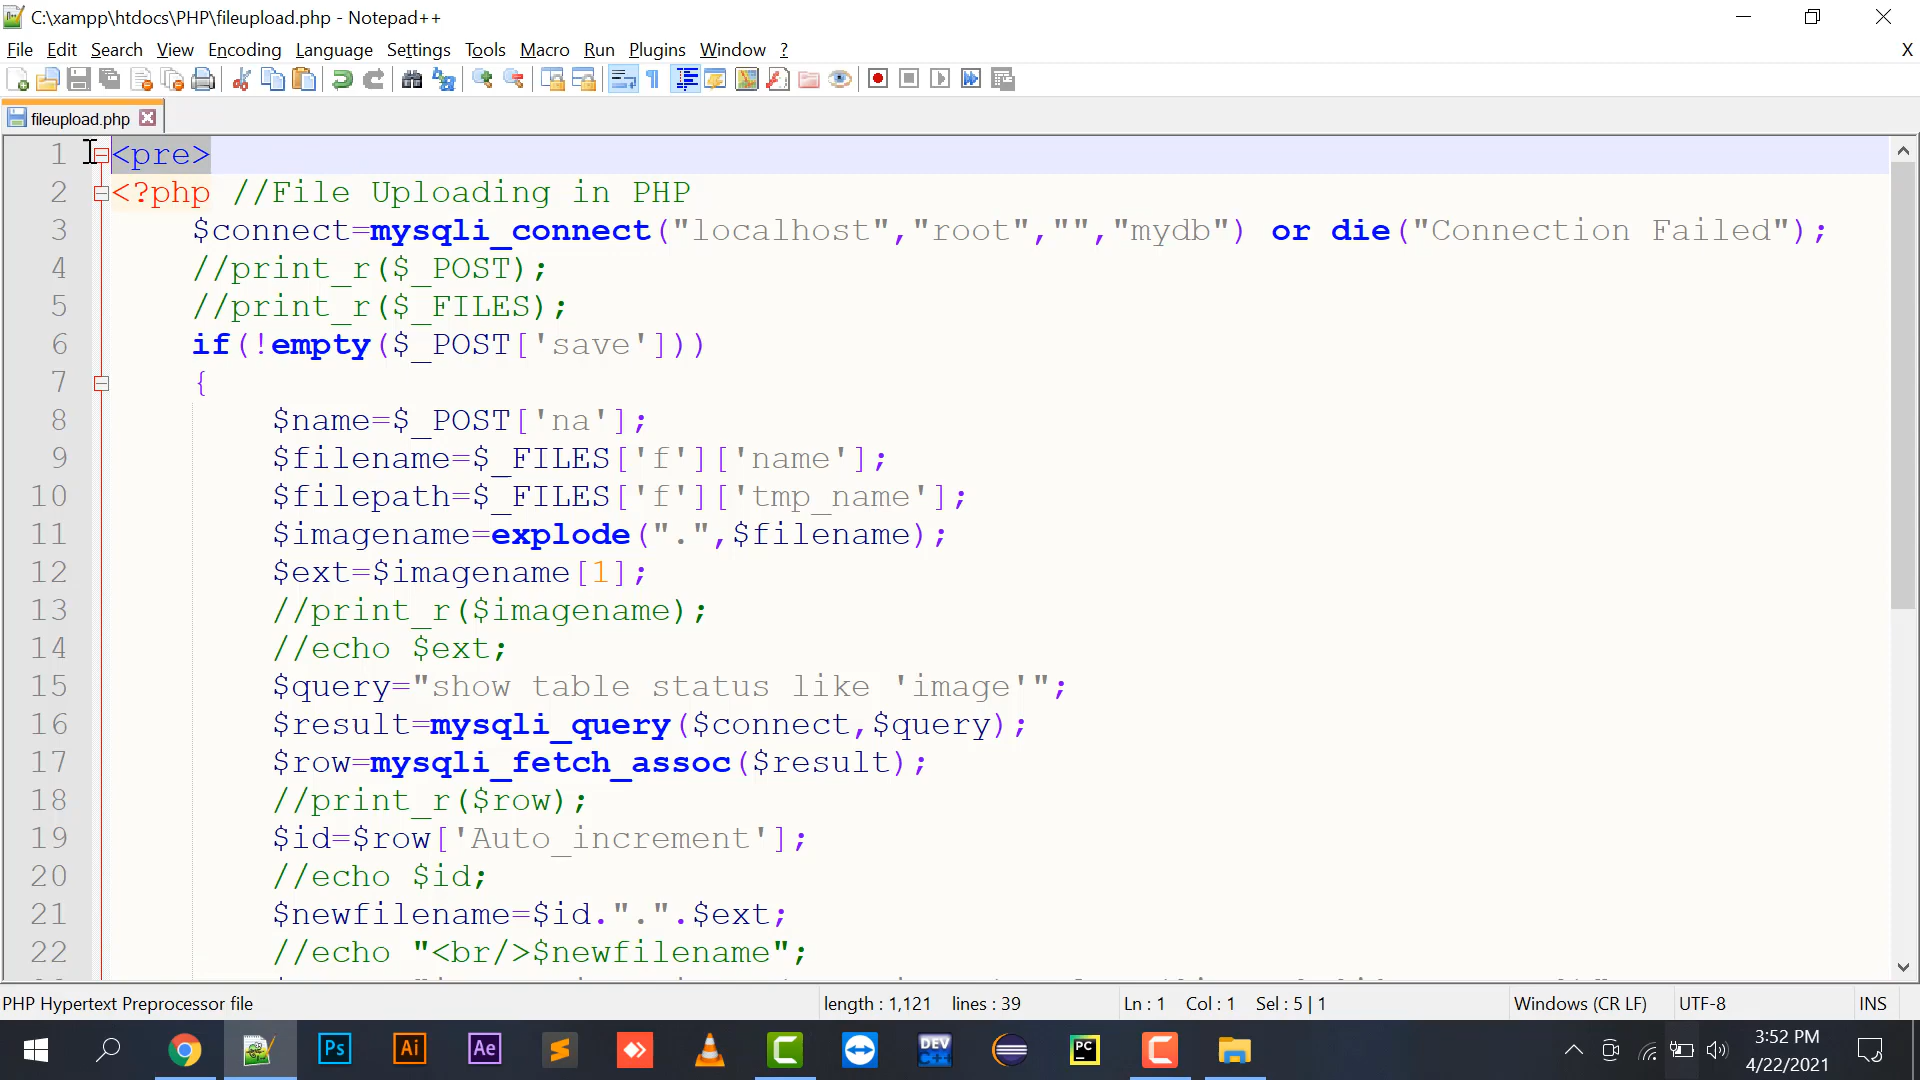 C:\xampp\htdocs\PHP\fileupload.php - Notepad++
File Edit Search View Encoding Language Settings Tools Macro Run Plugins Window ? X
fileupload.php
1 <pre>
2 <?php //File Uploading in PHP
3 $connect=mysqli_connect("localhost","root","","mydb") or die("Connection Failed");
4 //print_r($_POST);
5 //print_r($_FILES);
6 if(!empty($_POST['save']))
7 {
8 $name=$_POST['na'];
9 $filename=$_FILES['f']['name'];
10 $filepath=$_FILES['f']['tmp_name'];
11 $imagename=explode(".",$filename);
12 $ext=$imagename[1];
13 //print_r($imagename);
14 //echo $ext;
15 $query="show table status like 'image'";
16 $result=mysqli_query($connect,$query);
17 $row=mysqli_fetch_assoc($result);
18 //print_r($row);
19 $id=$row['Auto_increment'];
20 //echo $id;
21 $newfilename=$id.".".$ext;
22 //echo "<br/>$newfilename";
PHP Hypertext Preprocessor file length : 1,121 lines : 39 Ln : 1 Col : 1 Sel : 5 | 1 Windows (CR LF) UTF-8 INS
Ps Ai Ae DEV C++ PC
3:52 PM
4/22/2021